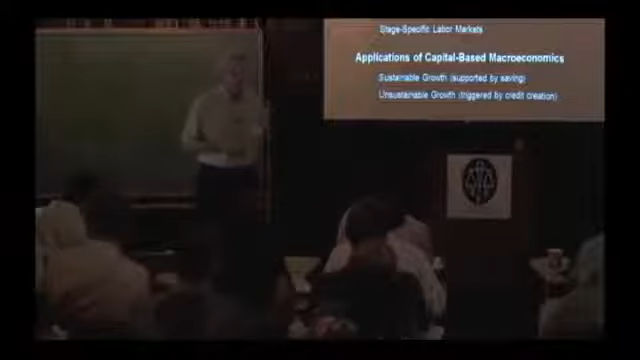 Stage-Specific Labor Markets
Applications of Capital-Based Macroeconomics
Sustainable Growth (supported by saving)
Unsustainable Growth (triggered by credit creation)